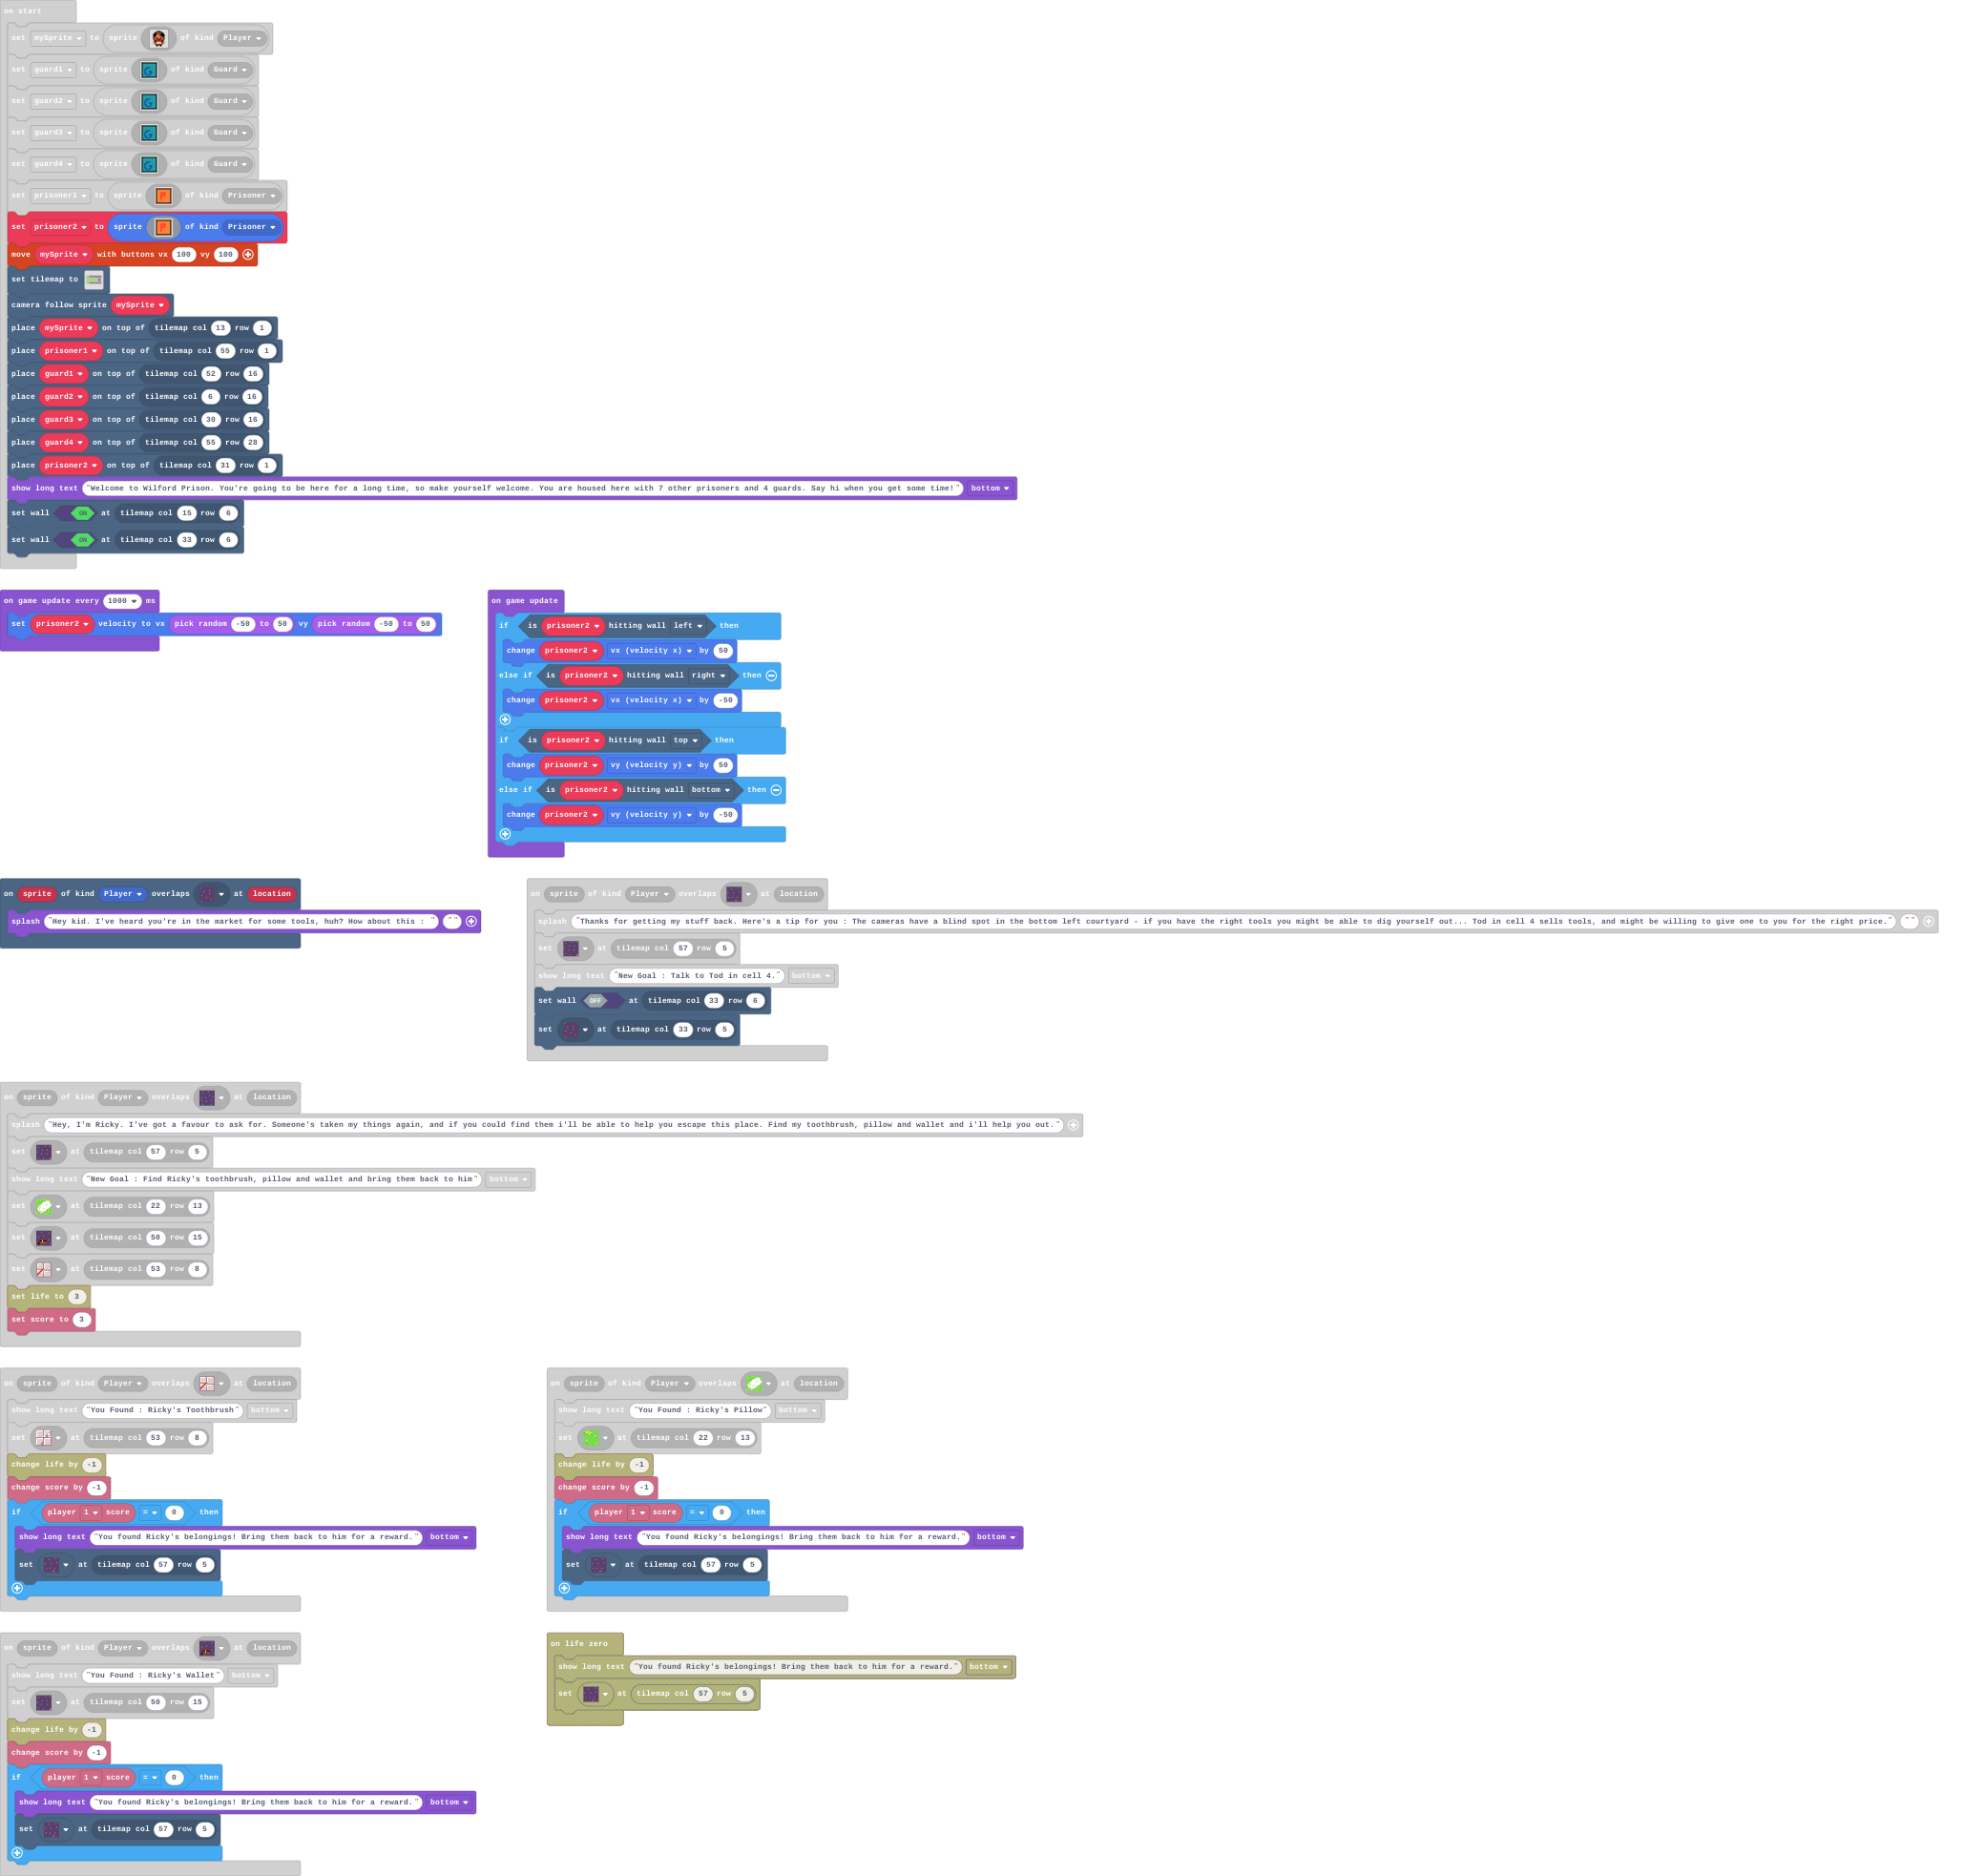 on start
set mySprite to sprite of kind Player
set guard1 to sprite of kind Guard
set guard2 to sprite of kind Guard
set guard3 to sprite of kind Guard
set guard4 to sprite of kind Guard
set prisoner1 to sprite of kind Prisoner
set prisoner2 to sprite of kind Prisoner
move mySprite with buttons vx 100 vy 100
set tilemap to
camera follow sprite mySprite
place mySprite on top of tilemap col 13 row 1
place prisoner1 on top of tilemap col 55 row 1
place guard1 on top of tilemap col 52 row 16
place guard2 on top of tilemap col 6 row 16
place guard3 on top of tilemap col 30 row 16
place guard4 on top of tilemap col 55 row 28
place prisoner2 on top of tilemap col 31 row 1
show long text "Welcome to Wilford Prison. You're going to be here for a long time, so make yourself welcome. You are housed here with 7 other prisoners and 4 guards. Say hi when you get some time!" bottom
set wall ON at tilemap col 15 row 6
set wall ON at tilemap col 33 row 6
on game update every 1000 ms
set prisoner2 velocity to vx pick random -50 to 50 vy pick random -50 to 50
on game update
if is prisoner2 hitting wall left then
change prisoner2 vx (velocity x) by 50
else if is prisoner2 hitting wall right then
change prisoner2 vx (velocity x) by -50
if is prisoner2 hitting wall top then
change prisoner2 vy (velocity y) by 50
else if is prisoner2 hitting wall bottom then
change prisoner2 vy (velocity y) by -50
on sprite of kind Player overlaps at location
splash "Hey kid. I've heard you're in the market for some tools, huh? How about this : " ""
on sprite of kind Player overlaps at location
splash "Thanks for getting my stuff back. Here's a tip for you : The cameras have a blind spot in the bottom left courtyard - if you have the right tools you might be able to dig yourself out... Tod in cell 4 sells tools, and might be willing to give one to you for the right price." ""
set at tilemap col 57 row 5
show long text "New Goal : Talk to Tod in cell 4." bottom
set wall OFF at tilemap col 33 row 6
set at tilemap col 33 row 5
on sprite of kind Player overlaps at location
splash "Hey, I'm Ricky. I've got a favour to ask for. Someone's taken my things again, and if you could find them i'll be able to help you escape this place. Find my toothbrush, pillow and wallet and i'll help you out."
set at tilemap col 57 row 5
show long text "New Goal : Find Ricky's toothbrush, pillow and wallet and bring them back to him" bottom
set at tilemap col 22 row 13
set at tilemap col 50 row 15
set at tilemap col 53 row 8
set life to 3
set score to 3
on sprite of kind Player overlaps at location
show long text "You Found : Ricky's Toothbrush" bottom
set at tilemap col 53 row 8
change life by -1
change score by -1
if player 1 score = 0 then
show long text "You found Ricky's belongings! Bring them back to him for a reward." bottom
set at tilemap col 57 row 5
on sprite of kind Player overlaps at location
show long text "You Found : Ricky's Pillow" bottom
set at tilemap col 22 row 13
change life by -1
change score by -1
if player 1 score = 0 then
show long text "You found Ricky's belongings! Bring them back to him for a reward." bottom
set at tilemap col 57 row 5
on sprite of kind Player overlaps at location
show long text "You Found : Ricky's Wallet" bottom
set at tilemap col 50 row 15
change life by -1
change score by -1
if player 1 score = 0 then
show long text "You found Ricky's belongings! Bring them back to him for a reward." bottom
set at tilemap col 57 row 5
on life zero
show long text "You found Ricky's belongings! Bring them back to him for a reward." bottom
set at tilemap col 57 row 5